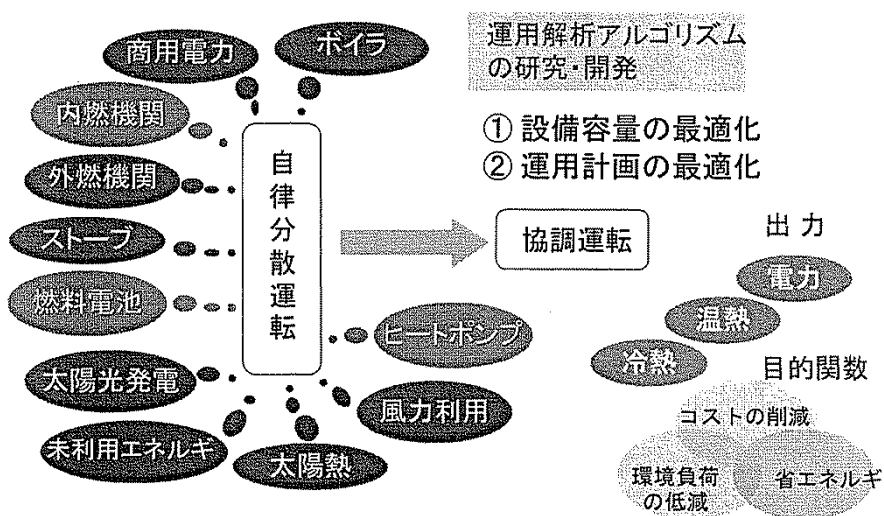 商用電力
ボイラ
内燃機関
外燃機関
ストーブ
燃料電池
太陽光発電
未利用エネルギ
太陽熱
風力利用
ヒートポンプ
自律分散運転
運用解析アルゴリズム
の研究・開発
① 設備容量の最適化
② 運用計画の最適化
協調運転
出力
電力
温熱
冷熱
目的関数
コストの削減
環境負荷
の低減
省エネルギ